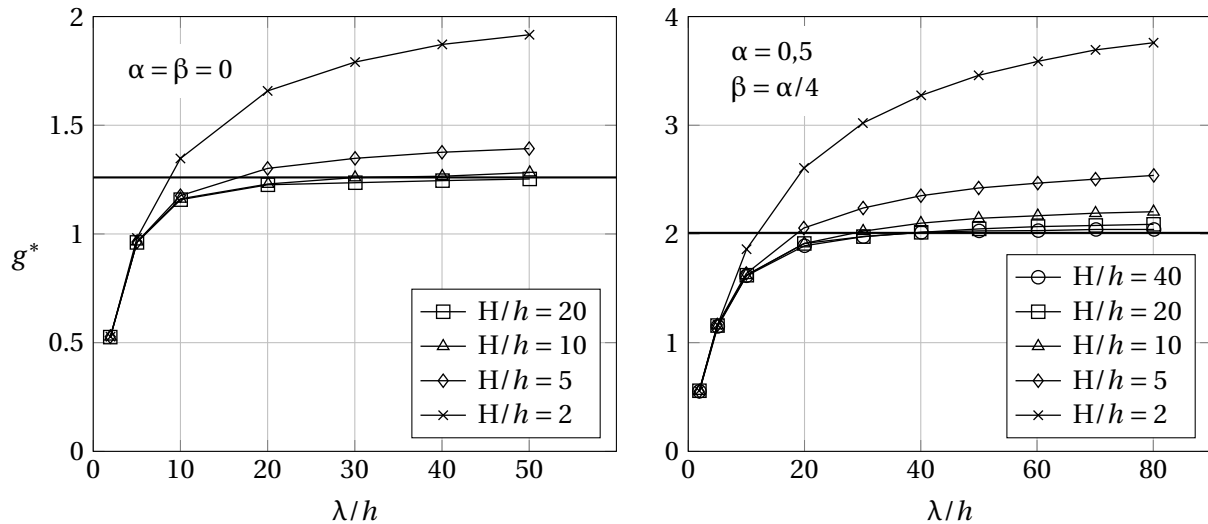 2
1.5
1
0.5
0
g*
α = β = 0
H/h = 20
H/h = 10
H/h = 5
H/h = 2
0 10 20 30 40 50
λ/h
4
3
2
1
0
α = 0,5
β = α/4
H/h = 40
H/h = 20
H/h = 10
H/h = 5
H/h = 2
0 20 40 60 80
λ/h